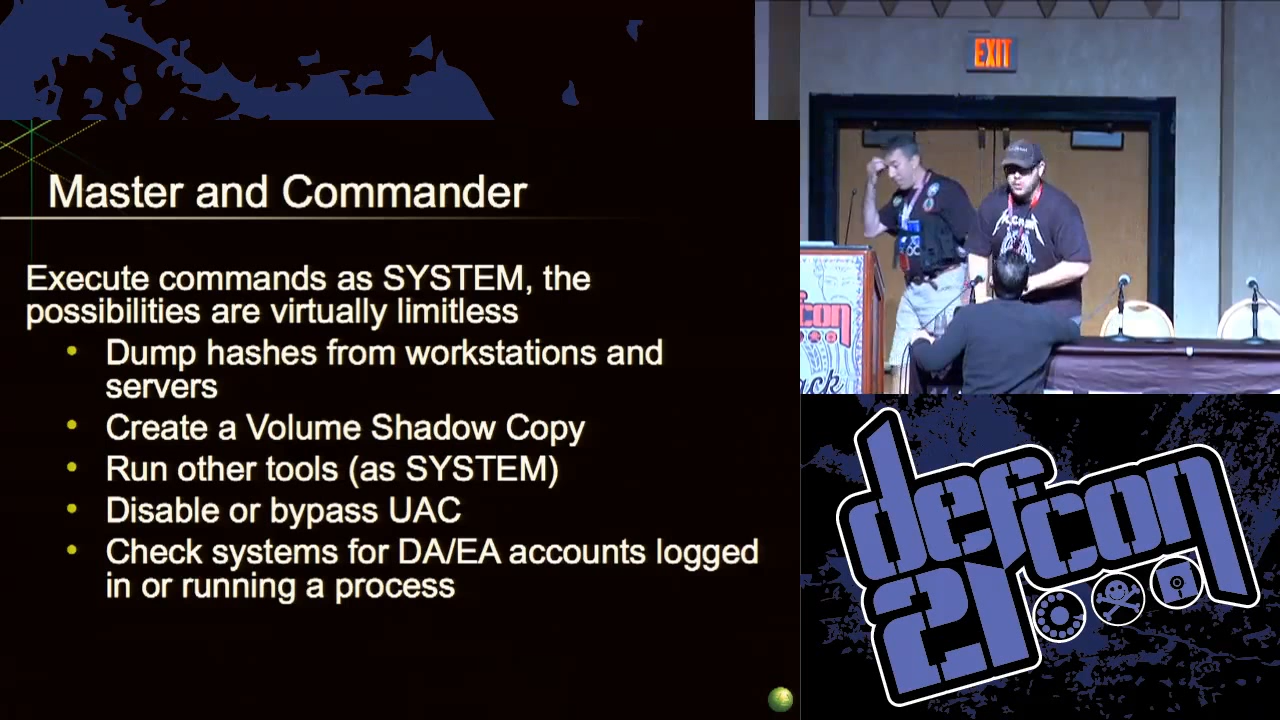 Master and Commander
Execute commands as SYSTEM, the
possibilities are virtually limitless
• Dump hashes from workstations and
servers
• Create a Volume Shadow Copy
• Run other tools (as SYSTEM)
• Disable or bypass UAC
• Check systems for DA/EA accounts logged
in or running a process
EXIT
defcon
21